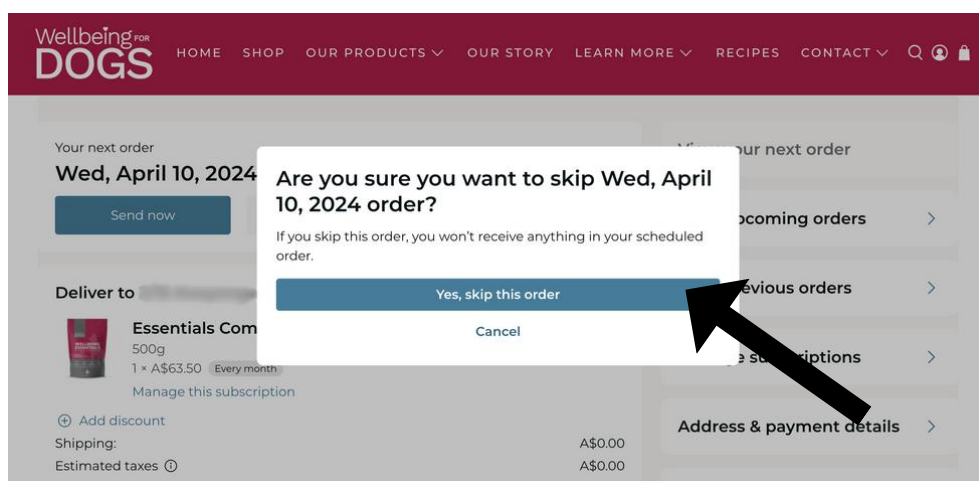 Wellbeing FOR
DOGS
HOME SHOP OUR PRODUCTS OUR STORY LEARN MORE RECIPES CONTACT
Your next order
Wed, April 10, 2024
Send now
our next order
Are you sure you want to skip Wed, April
10, 2024 order?
If you skip this order, you won't receive anything in your scheduled
order.
Yes, skip this order
Cancel
pcoming orders
evious orders
Deliver to
Essentials Com
500g
1 × A$63.50 Every month
Manage this subscription
Add discount
Shipping: A$0.00
Estimated taxes A$0.00
Address & payment details